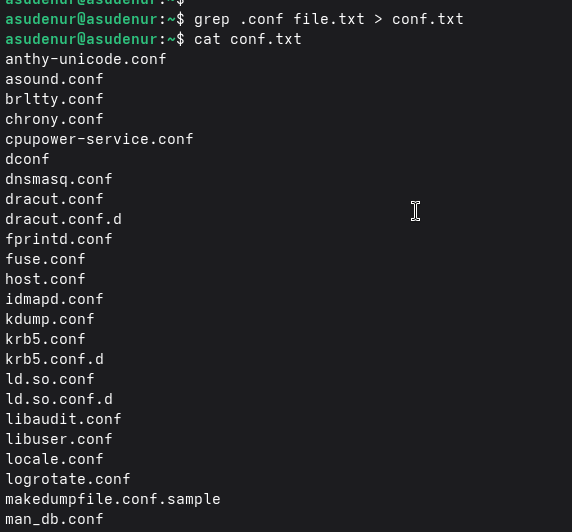 asudenur@asudenur:~$
asudenur@asudenur:~$ grep .conf file.txt > conf.txt
asudenur@asudenur:~$ cat conf.txt
anthy-unicode.conf
asound.conf
brltty.conf
chrony.conf
cpupower-service.conf
dconf
dnsmasq.conf
dracut.conf
dracut.conf.d
fprintd.conf
fuse.conf
host.conf
idmapd.conf
kdump.conf
krb5.conf
krb5.conf.d
ld.so.conf
ld.so.conf.d
libaudit.conf
libuser.conf
locale.conf
logrotate.conf
makedumpfile.conf.sample
man_db.conf